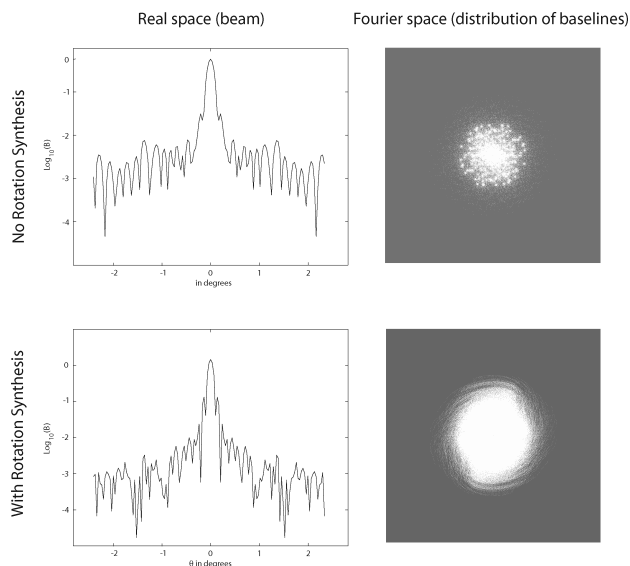 Real space (beam)
Fourier space (distribution of baselines)
No Rotation Synthesis
Log10(B)
0
-1
-2
-3
-4
-2
-1
0
1
2
in degrees
With Rotation Synthesis
Log10(B)
0
-1
-2
-3
-4
-2
-1
0
1
2
θ in degrees